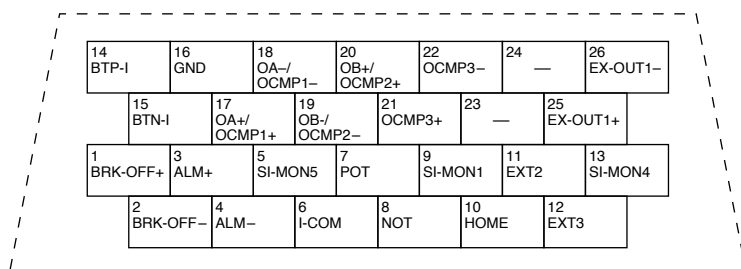 14 16 18 20 22 24 26
BTP-I GND OA–/ OB+/ OCMP3– — EX-OUT1–
OCMP1– OCMP2+
15 17 19 21 23 25
BTN-I OA+/ OB-/ OCMP3+ — EX-OUT1+
OCMP1+ OCMP2–
1 3 5 7 9 11 13
BRK-OFF+ ALM+ SI-MON5 POT SI-MON1 EXT2 SI-MON4
2 4 6 8 10 12
BRK-OFF– ALM– I-COM NOT HOME EXT3